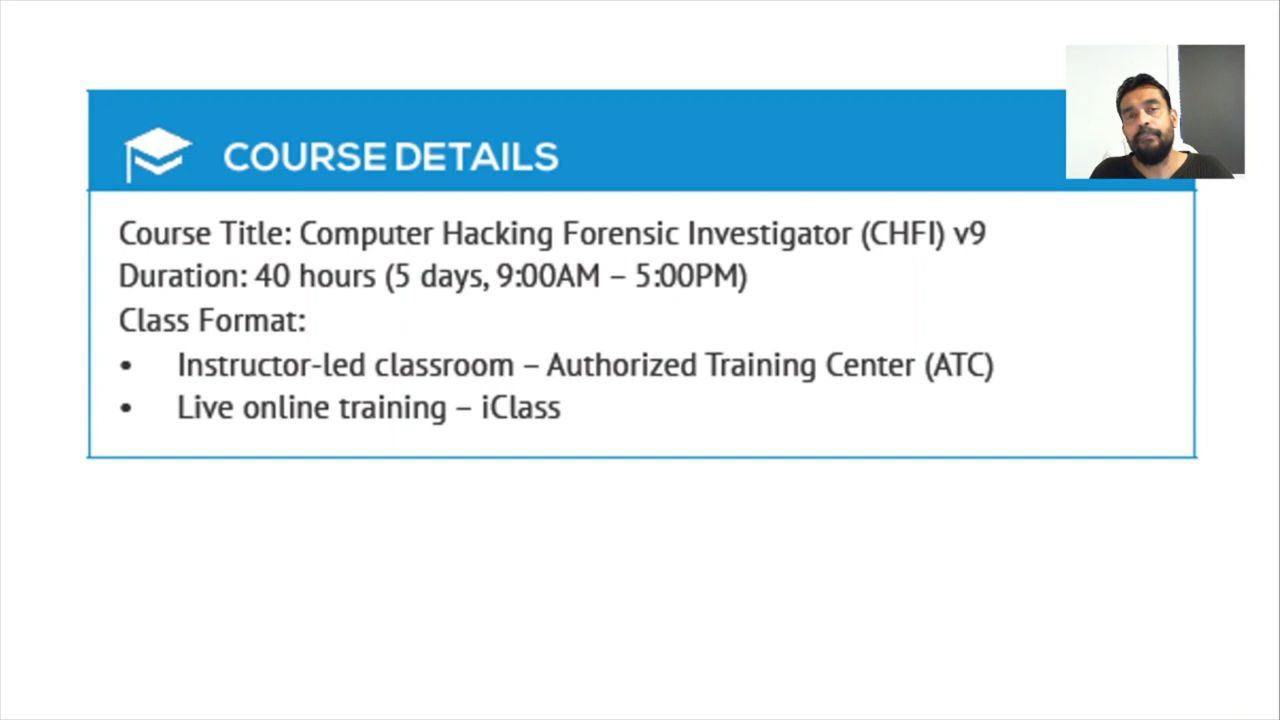 COURSE DETAILS
Course Title: Computer Hacking Forensic Investigator (CHFI) v9
Duration: 40 hours (5 days, 9:00AM – 5:00PM)
Class Format:
• Instructor-led classroom – Authorized Training Center (ATC)
• Live online training – iClass